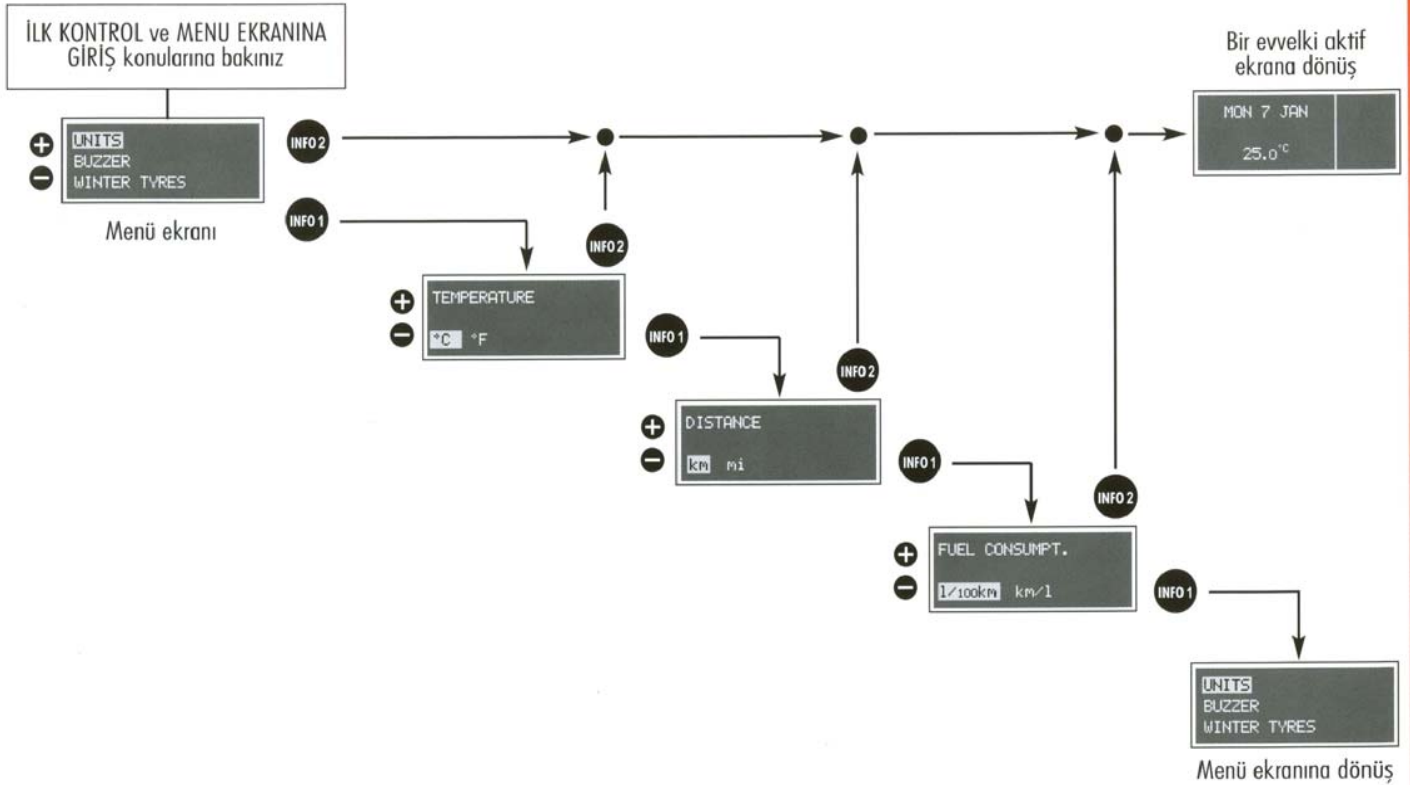 İLK KONTROL ve MENU EKRANINA
GİRİŞ konularına bakınız
Bir evvelki aktif
ekrana dönüş
UNITS
BUZZER
WINTER TYRES
INFO 2
MON 7 JAN
25.0°C
Menü ekranı
INFO 1
INFO 2
TEMPERATURE
°C °F
INFO 1
INFO 2
DISTANCE
km mi
INFO 1
INFO 2
FUEL CONSUMPT.
l/100km km/l
INFO 1
UNITS
BUZZER
WINTER TYRES
Menü ekranına dönüş